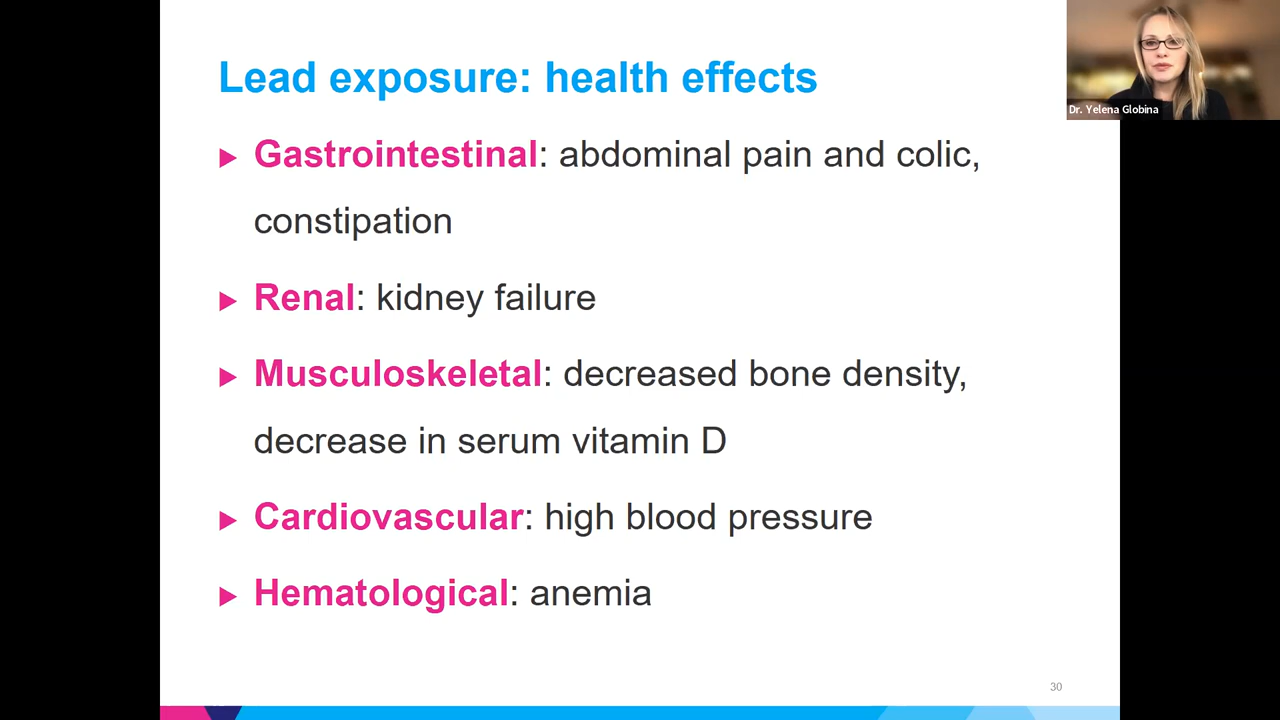 Lead exposure: health effects
Dr. Yelena Globina
▶ Gastrointestinal: abdominal pain and colic,
constipation
▶ Renal: kidney failure
▶ Musculoskeletal: decreased bone density,
decrease in serum vitamin D
▶ Cardiovascular: high blood pressure
▶ Hematological: anemia
30